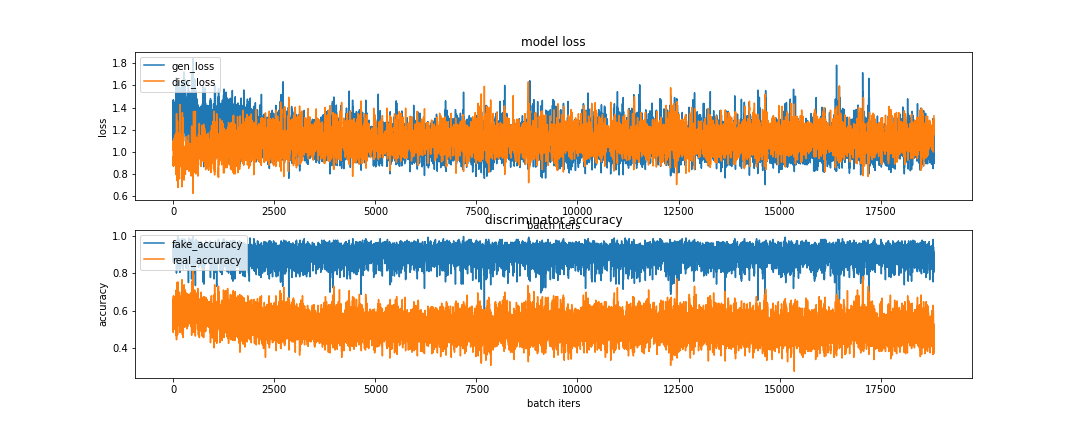 model loss
gen_loss
disc_loss
loss
1.8
1.6
1.4
1.2
1.0
0.8
0.6
0
2500
5000
7500
10000
12500
15000
17500
batch iters
discriminator accuracy
fake_accuracy
real_accuracy
accuracy
1.0
0.8
0.6
0.4
0
2500
5000
7500
10000
12500
15000
17500
batch iters